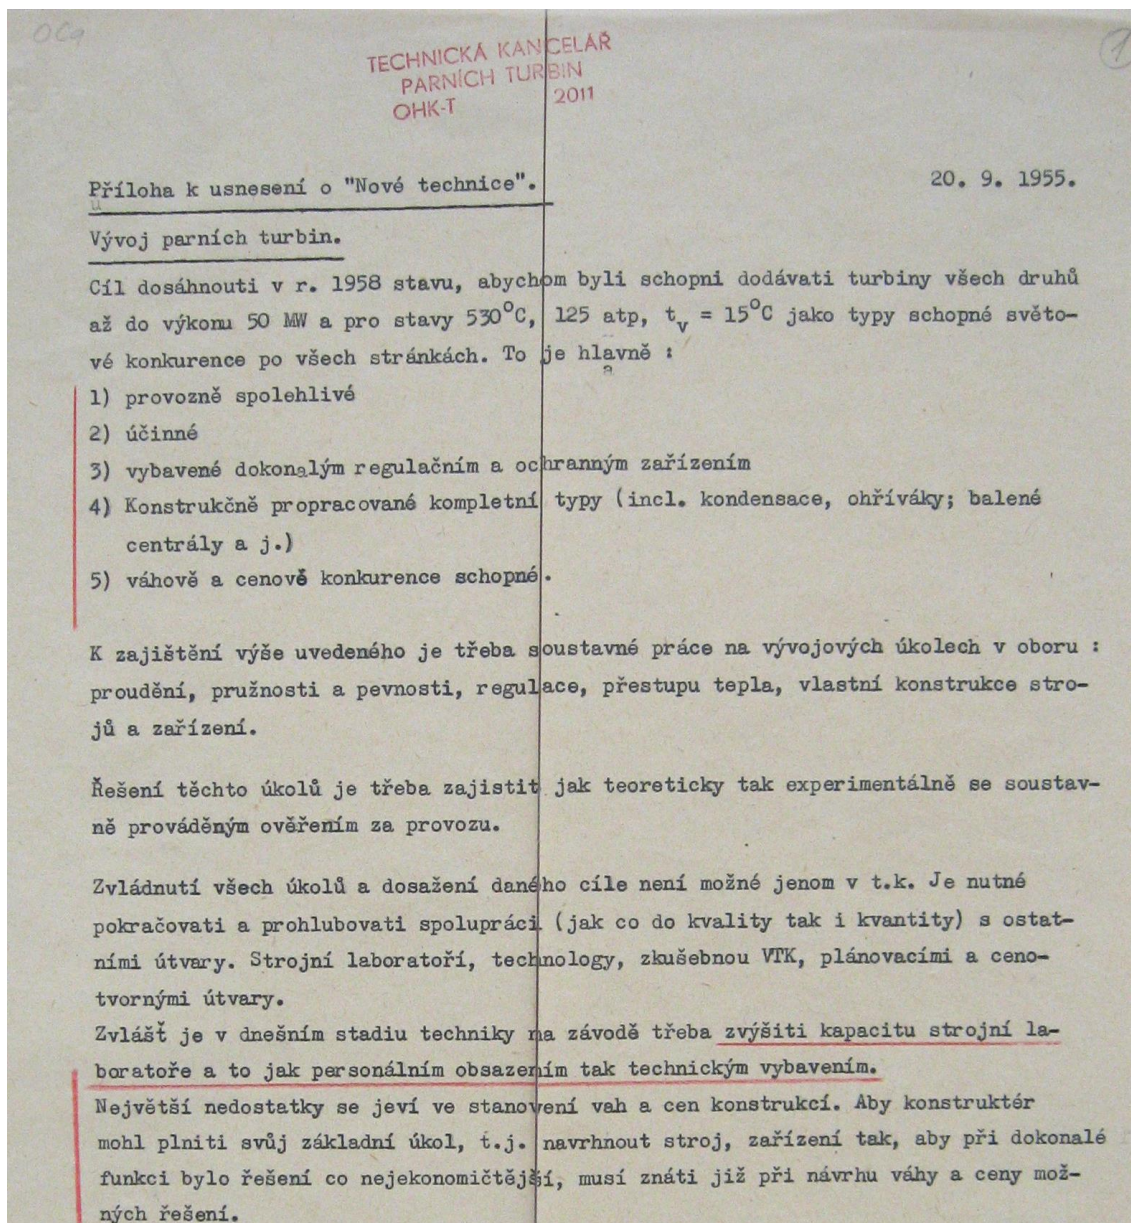 OCq
1
TECHNICKÁ KANCELÁŘ
PARNÍCH TURBIN
OHK-T 2011
Příloha k usnesení o "Nové technice".
20. 9. 1955.
Vývoj parních turbin.
Cíl dosáhnouti v r. 1958 stavu, abychom byli schopni dodávati turbiny všech druhů
až do výkonu 50 MW a pro stavy 530°C, 125 atp, tv = 15°C jako typy schopné světo-
vé konkurence po všech stránkách. To je hlavně :
1) provozně spolehlivé
2) účinné
3) vybavené dokonalým regulačním a ochranným zařízením
4) Konstrukčně propracované kompletní typy (incl. kondensace, ohříváky; balené
centrály a j.)
5) váhově a cenově konkurence schopné.
K zajištění výše uvedeného je třeba soustavné práce na vývojových úkolech v oboru :
proudění, pružnosti a pevnosti, regulace, přestupu tepla, vlastní konstrukce stro-
jů a zařízení.
Řešení těchto úkolů je třeba zajistit jak teoreticky tak experimentálně se soustav-
ně prováděným ověřením za provozu.
Zvládnutí všech úkolů a dosažení daného cíle není možné jenom v t.k. Je nutné
pokračovati a prohlubovati spolupráci (jak co do kvality tak i kvantity) s ostat-
ními útvary. Strojní laboratoří, technology, zkušebnou VTK, plánovacími a ceno-
tvornými útvary.
Zvlášť je v dnešním stadiu techniky na závodě třeba zvýšiti kapacitu strojní la-
boratoře a to jak personálním obsazením tak technickým vybavením.
Největší nedostatky se jeví ve stanovení vah a cen konstrukcí. Aby konstruktér
mohl plniti svůj základní úkol, t.j. navrhnout stroj, zařízení tak, aby při dokonalé
funkci bylo řešení co nejekonomičtější, musí znáti již při návrhu váhy a ceny mož-
ných řešení.